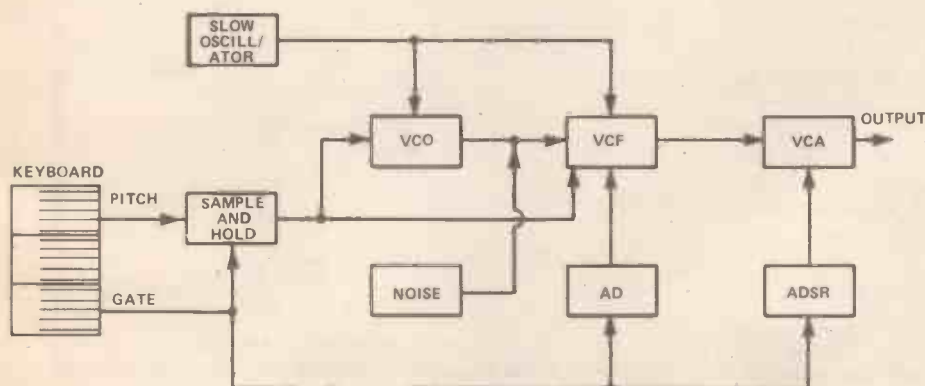 SLOW
OSCILL/
ATOR
VCO
VCF
VCA
OUTPUT
KEYBOARD
PITCH
SAMPLE
AND
HOLD
GATE
NOISE
AD
ADSR